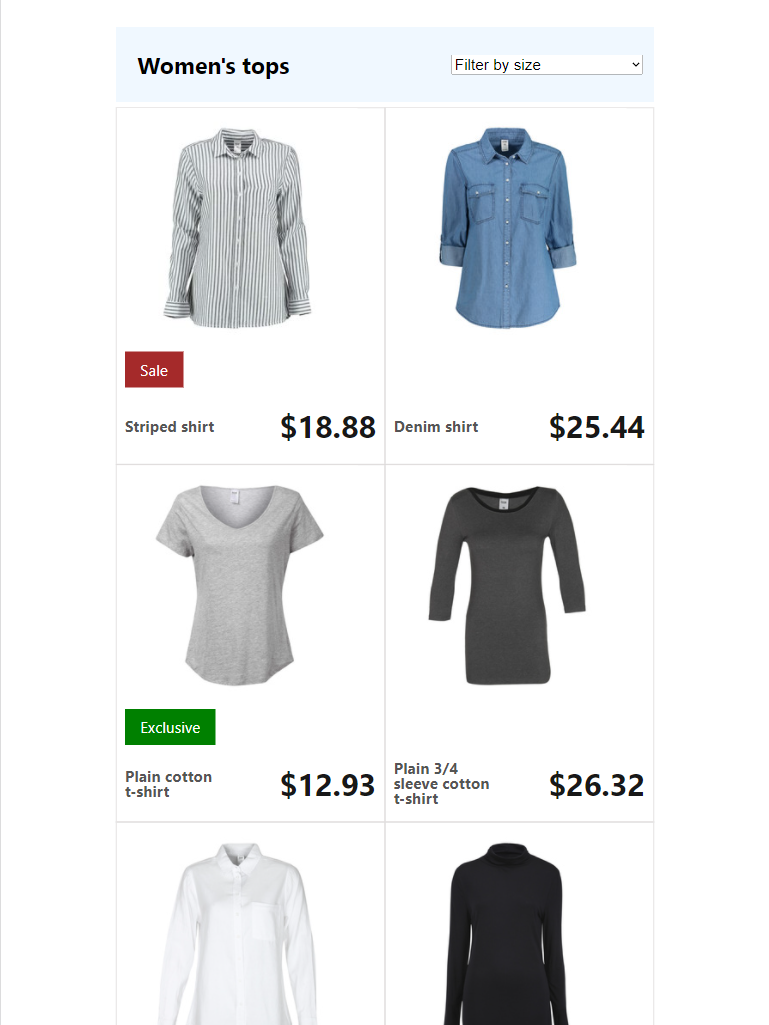 Women's tops
Filter by size
Sale
Striped shirt
$18.88
Denim shirt
$25.44
Exclusive
Plain cotton
t-shirt
$12.93
Plain 3/4
sleeve cotton
t-shirt
$26.32